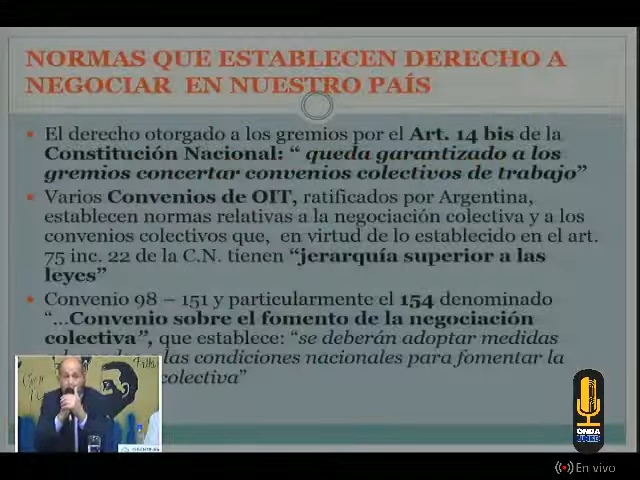 NORMAS QUE ESTABLECEN DERECHO A
NEGOCIAR EN NUESTRO PAÍS
El derecho otorgado a los gremios por el Art. 14 bis de la
Constitución Nacional: “ queda garantizado a los
gremios concertar convenios colectivos de trabajo”
Varios Convenios de OIT, ratificados por Argentina,
establecen normas relativas a la negociación colectiva y a los
convenios colectivos que, en virtud de lo establecido en el art.
75 inc. 22 de la C.N. tienen “jerarquía superior a las
leyes”
Convenio 98 – 151 y particularmente el 154 denominado
“…Convenio sobre el fomento de la negociación
colectiva”, que establece: “se deberán adoptar medidas
las condiciones nacionales para fomentar la
colectiva”
ONDA
En vivo